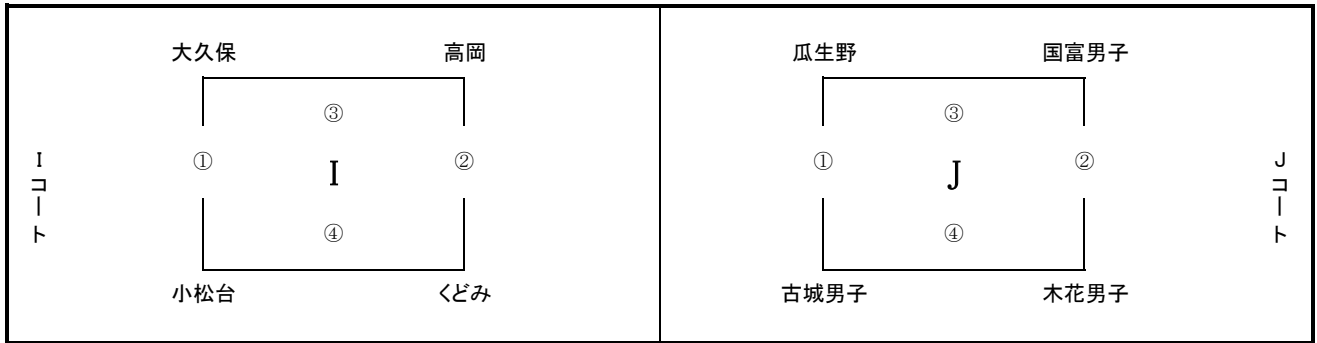 大久保 高岡 瓜生野 国富男子
③ ③
Iコート ① I ② ① J ② Jコート
④ ④
小松台 くどみ 古城男子 木花男子